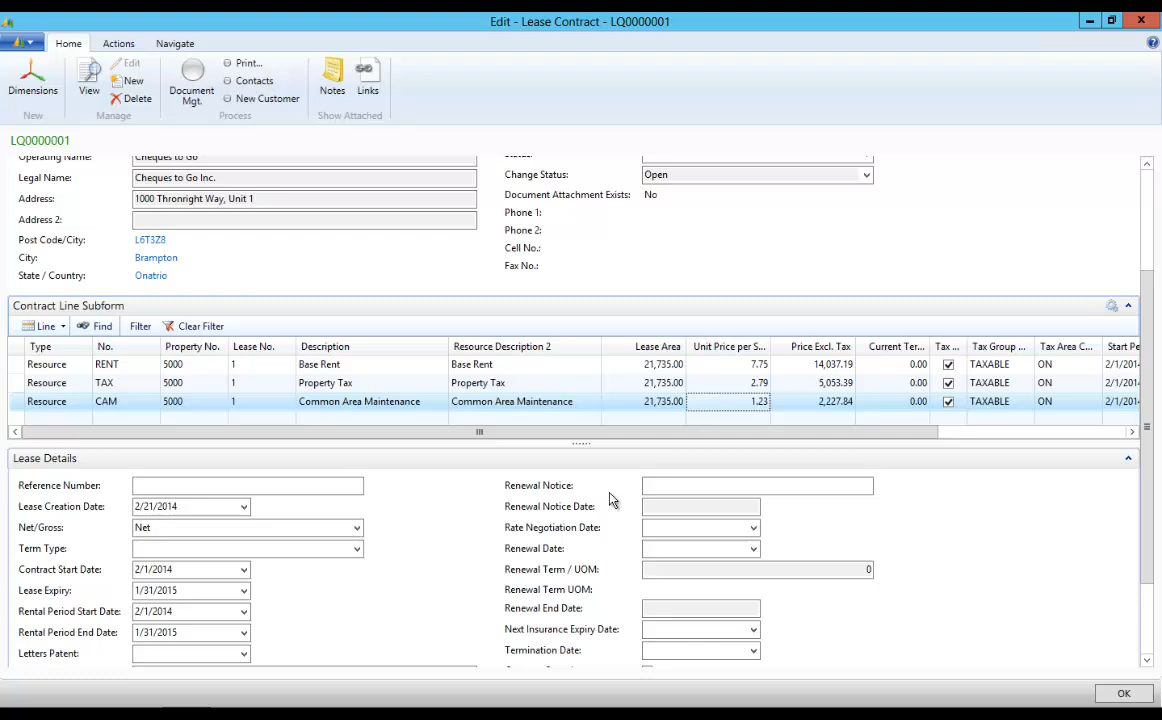 Edit - Lease Contract - LQ0000001
Home Actions Navigate
Dimensions
View
Edit
New
Delete
Document Mgt.
Print...
Contacts
New Customer
Notes
Links
New Manage Process Show Attached
LQ0000001
Operating Name: Cheques to Go
Status:
Legal Name: Cheques to Go Inc.
Change Status: Open
Address: 1000 Thronright Way, Unit 1
Document Attachment Exists: No
Address 2:
Phone 1:
Post Code/City: L6T3Z8
Phone 2:
City: Brampton
Cell No.:
State / Country: Onatrio
Fax No.:
Contract Line Subform
Line Find Filter Clear Filter
Type No. Property No. Lease No. Description Resource Description 2 Lease Area Unit Price per S... Price Excl. Tax Current Ter... Tax ... Tax Group ... Tax Area C... Start Pe
Resource RENT 5000 1 Base Rent Base Rent 21,735.00 7.75 14,037.19 0.00 TAXABLE ON 2/1/2014
Resource TAX 5000 1 Property Tax Property Tax 21,735.00 2.79 5,053.39 0.00 TAXABLE ON 2/1/2014
Resource CAM 5000 1 Common Area Maintenance Common Area Maintenance 21,735.00 1.23 2,227.84 0.00 TAXABLE ON 2/1/2014
Lease Details
Reference Number:
Renewal Notice:
Lease Creation Date: 2/21/2014
Renewal Notice Date:
Net/Gross: Net
Rate Negotiation Date:
Term Type:
Renewal Date:
Contract Start Date: 2/1/2014
Renewal Term / UOM: 0
Lease Expiry: 1/31/2015
Renewal Term UOM:
Rental Period Start Date: 2/1/2014
Renewal End Date:
Rental Period End Date: 1/31/2015
Next Insurance Expiry Date:
Letters Patent:
Termination Date:
OK